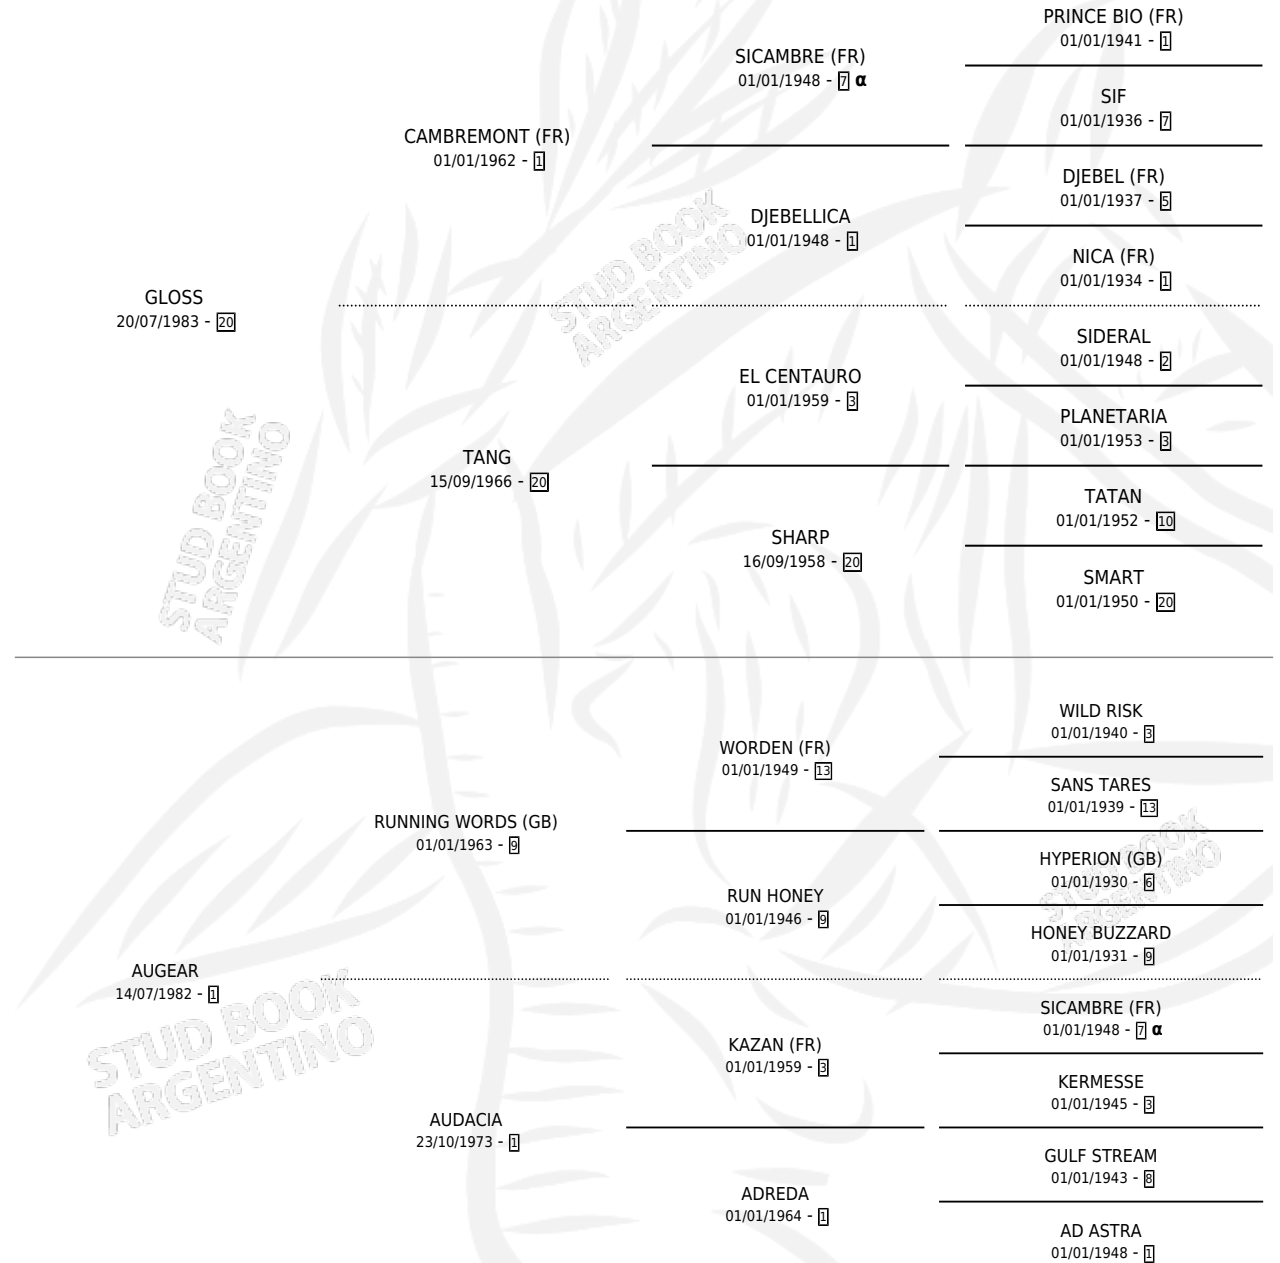 PRINCE BIO (FR)
01/01/1941 - 1
SICAMBRE (FR)
01/01/1948 - 7 α
SIF
01/01/1936 - 7
CAMBREMONT (FR)
01/01/1962 - 1
DJEBEL (FR)
01/01/1937 - 5
DJEBELLICA
01/01/1948 - 1
NICA (FR)
01/01/1934 - 1
GLOSS
20/07/1983 - 20
SIDERAL
01/01/1948 - 2
EL CENTAURO
01/01/1959 - 3
PLANETARIA
01/01/1953 - 3
TANG
15/09/1966 - 20
TATAN
01/01/1952 - 10
SHARP
16/09/1958 - 20
SMART
01/01/1950 - 20
WILD RISK
01/01/1940 - 3
WORDEN (FR)
01/01/1949 - 13
SANS TARES
01/01/1939 - 13
RUNNING WORDS (GB)
01/01/1963 - 9
HYPERION (GB)
01/01/1930 - 6
RUN HONEY
01/01/1946 - 9
HONEY BUZZARD
01/01/1931 - 9
AUGEAR
14/07/1982 - 1
SICAMBRE (FR)
01/01/1948 - 7 α
KAZAN (FR)
01/01/1959 - 3
KERMESSE
01/01/1945 - 3
AUDACIA
23/10/1973 - 1
GULF STREAM
01/01/1943 - 8
ADREDA
01/01/1964 - 1
AD ASTRA
01/01/1948 - 1
STUD BOOK
ARGENTINO
STUD BOOK
ARGENTINO
STUD BOOK
ARGENTINO
STUD BOOK
ARGENTINO